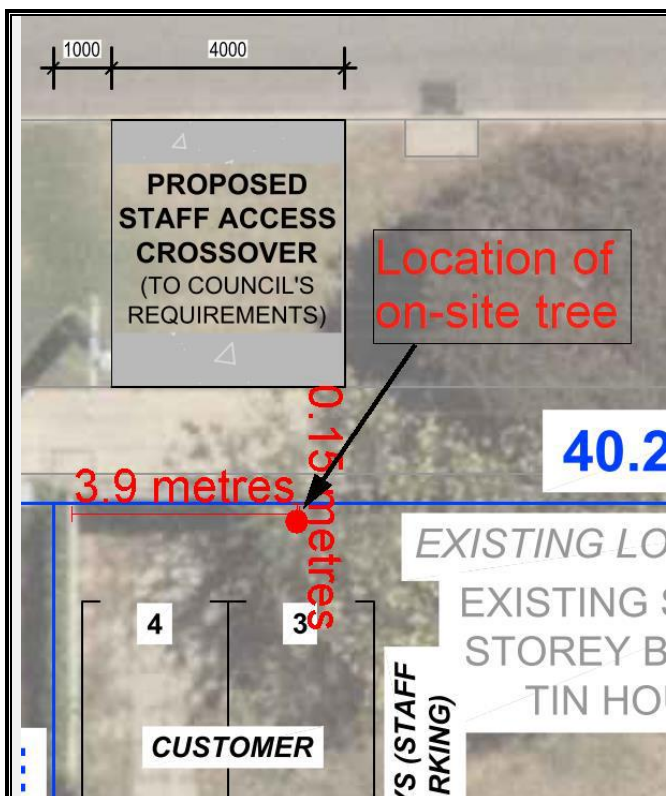 1000
4000
PROPOSED
STAFF ACCESS
CROSSOVER
(TO COUNCIL'S
REQUIREMENTS)
Location of
on-site tree
0.15 metres
40.2
3.9 metres
EXISTING LO
EXISTING S
STOREY B
TIN HOU
4
3
CUSTOMER
YS (STAFF
RKING)